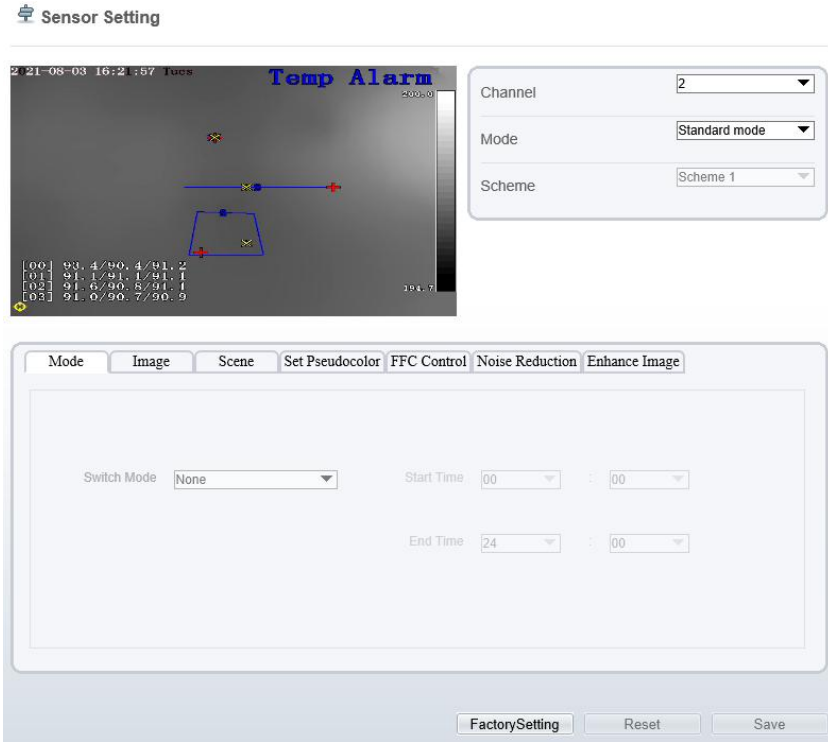 Sensor Setting
2021-08-03 16:21:57 Tues
Temp Alarm
200.0
[00] 93.4/90.4/91.2
[01] 91.1/91.1/91.1
[02] 91.6/90.8/91.1
[03] 91.0/90.7/90.9
194.7
Channel 2
Mode Standard mode
Scheme Scheme 1
Mode Image Scene Set Pseudocolor FFC Control Noise Reduction Enhance Image
Switch Mode None Start Time 00 : 00
End Time 24 : 00
FactorySetting Reset Save